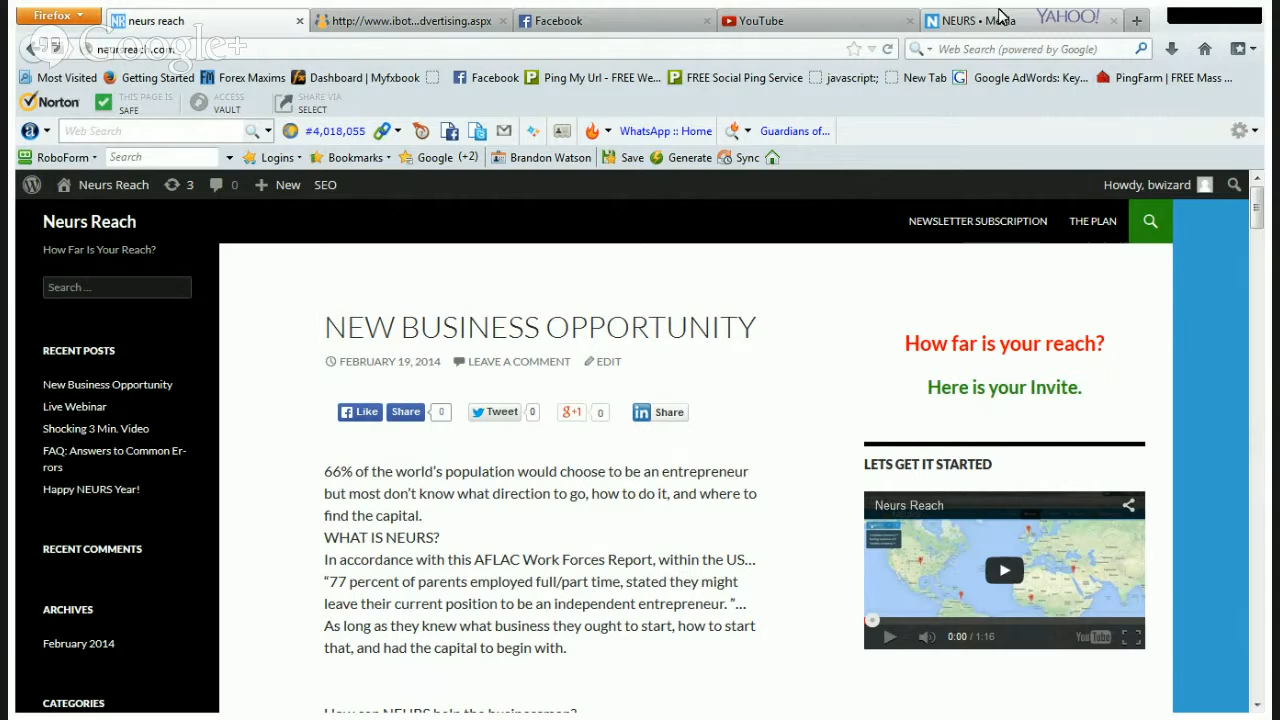 Firefox
neurs reach
http://www.ibot...dvertising.aspx
Facebook
YouTube
NEURS • Media
YAHOO!
Google+
neursreach.com
Web Search (powered by Google)
Most Visited
Getting Started
Forex Maxims
Dashboard | Myfxbook
Facebook
Ping My Url - FREE We...
FREE Social Ping Service
javascript:;
New Tab
Google AdWords: Key...
PingFarm | FREE Mass ...
Norton
THIS PAGE IS
SAFE
ACCESS
VAULT
SHARE VIA
SELECT
Web Search
#4,018,055
WhatsApp :: Home
Guardians of...
RoboForm
Search
Logins
Bookmarks
Google (+2)
Brandon Watson
Save
Generate
Sync
Neurs Reach
3
0
New
SEO
Howdy, bwizard
Neurs Reach
NEWSLETTER SUBSCRIPTION
THE PLAN
How Far Is Your Reach?
Search ...
RECENT POSTS
New Business Opportunity
Live Webinar
Shocking 3 Min. Video
FAQ: Answers to Common Er-
rors
Happy NEURS Year!
RECENT COMMENTS
ARCHIVES
February 2014
CATEGORIES
NEW BUSINESS OPPORTUNITY
FEBRUARY 19, 2014
LEAVE A COMMENT
EDIT
Like
Share
0
Tweet
0
g+1
0
in Share
66% of the world's population would choose to be an entrepreneur
but most don't know what direction to go, how to do it, and where to
find the capital.
WHAT IS NEURS?
In accordance with this AFLAC Work Forces Report, within the US...
"77 percent of parents employed full/part time, stated they might
leave their current position to be an independent entrepreneur. "...
As long as they knew what business they ought to start, how to start
that, and had the capital to begin with.
How can NEURS help the businessman?
How far is your reach?
Here is your Invite.
LETS GET IT STARTED
Neurs Reach
0:00 / 1:16
YouTube